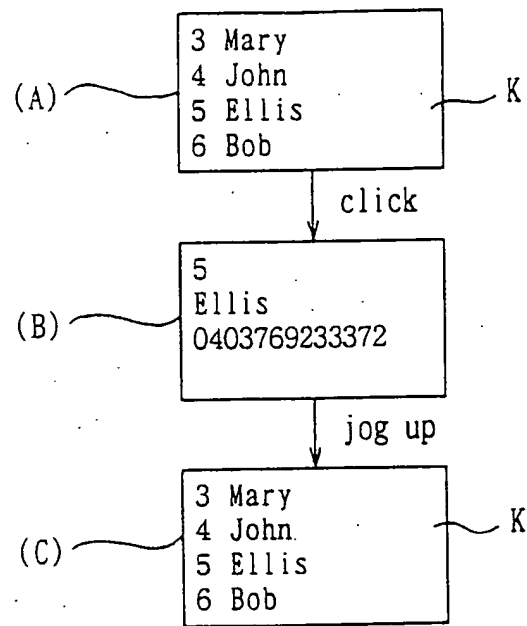 3 Mary
4 John
5 Ellis
6 Bob
(A)
K
click
5
Ellis
0403769233372
(B)
jog up
3 Mary
4 John
5 Ellis
6 Bob
(C)
K